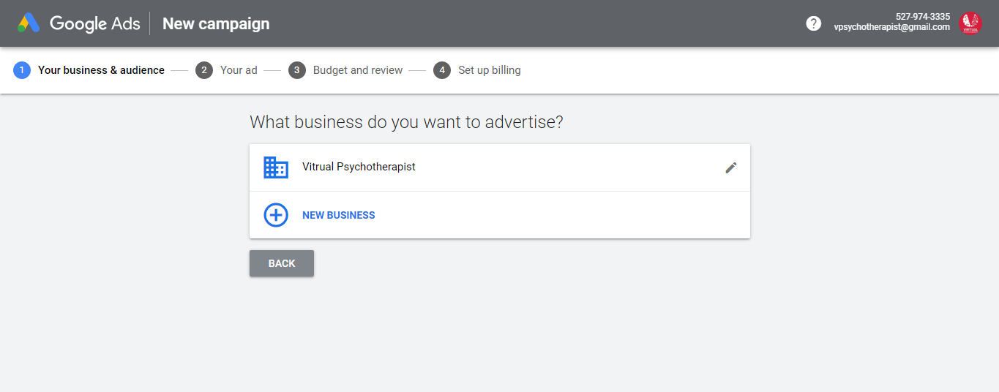 Google Ads
New campaign
?
527-974-3335
vpsychotherapist@gmail.com
VIRTUAL
1 Your business & audience
2 Your ad
3 Budget and review
4 Set up billing
What business do you want to advertise?
Vitrual Psychotherapist
NEW BUSINESS
BACK